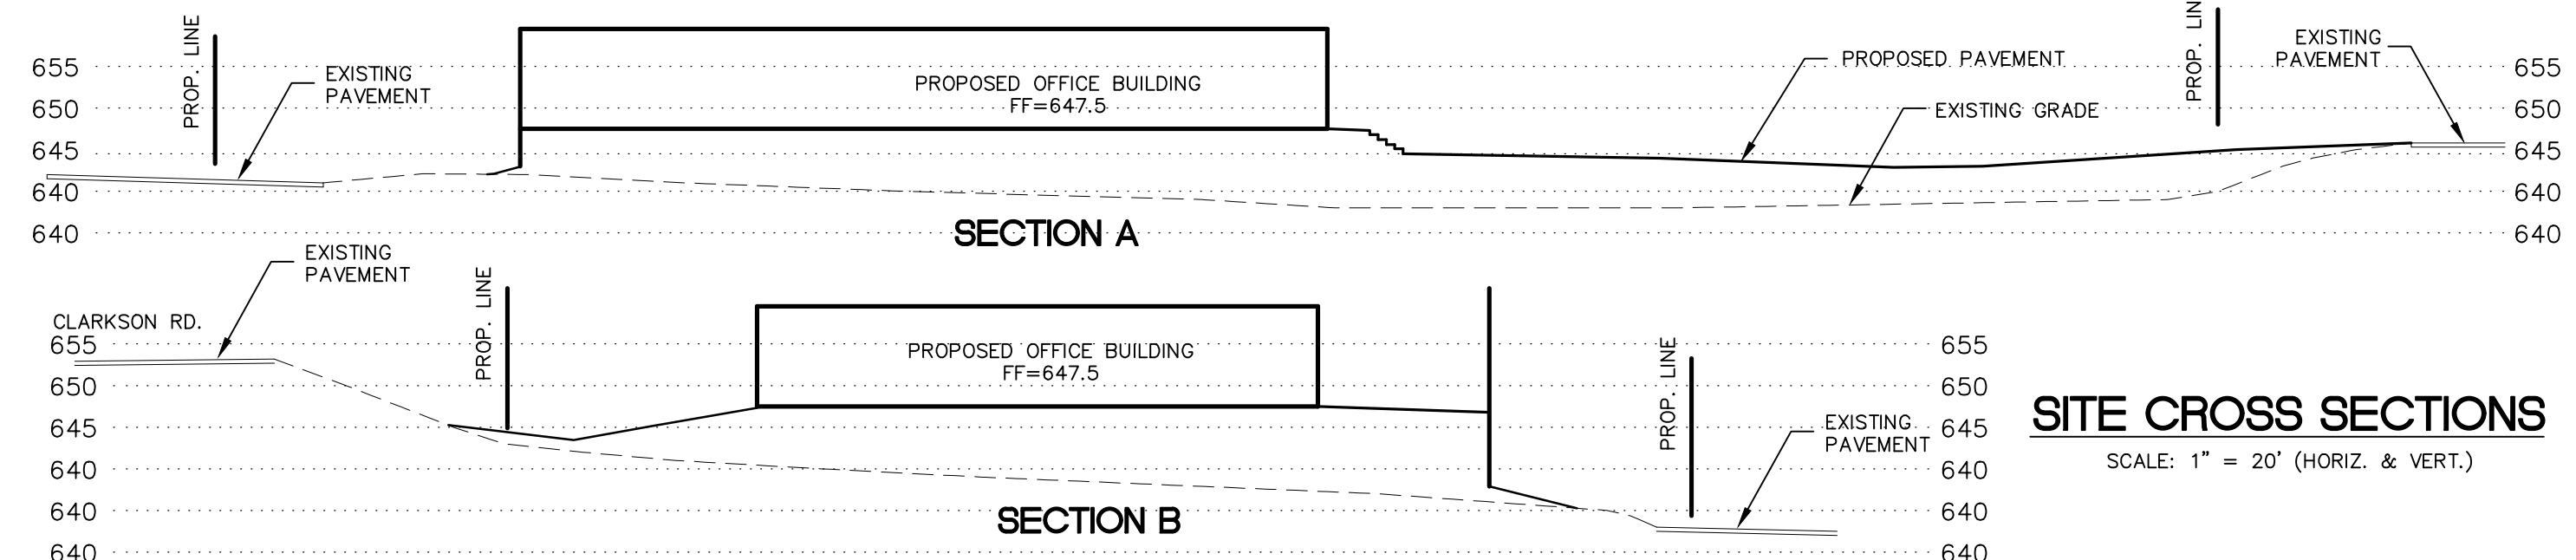 PROP. LINE
PROP. LIN
EXISTING
PAVEMENT
EXISTING
PAVEMENT
PROPOSED OFFICE BUILDING
FF=647.5
PROPOSED PAVEMENT
EXISTING GRADE
655 655
650 650
645 645
640 640
640 640
SECTION A
EXISTING
PAVEMENT
PROP. LINE
CLARKSON RD.
PROPOSED OFFICE BUILDING
FF=647.5
PROP. LINE
EXISTING
PAVEMENT
655 655
650 650
645 645
640 640
640 640
640 640
SECTION B
SITE CROSS SECTIONS
SCALE: 1" = 20' (HORIZ. & VERT.)